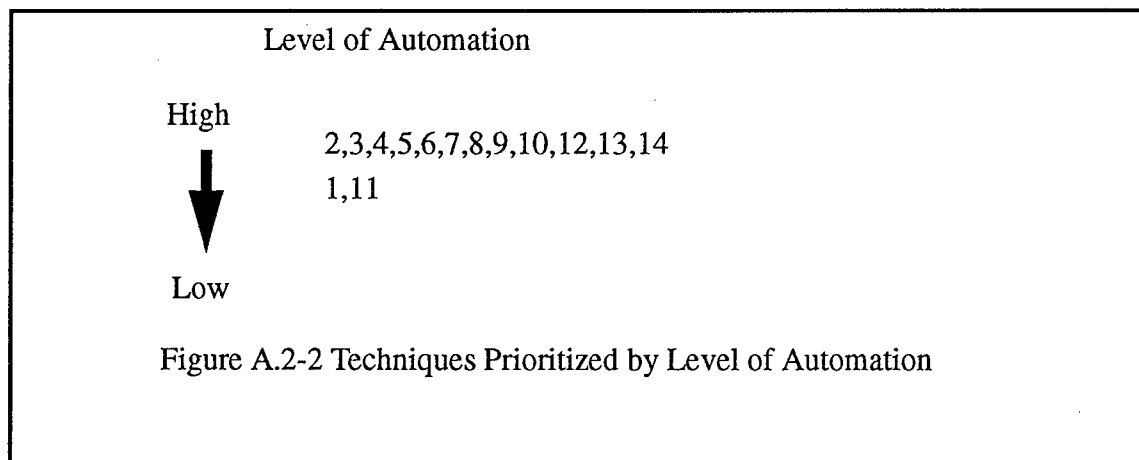 Level of Automation
High
2,3,4,5,6,7,8,9,10,12,13,14
1,11
Low
Figure A.2-2 Techniques Prioritized by Level of Automation